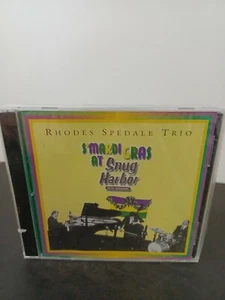 RHODES SPEDALE TRIO
S'MARDI GRAS
AT Snug
Harbor